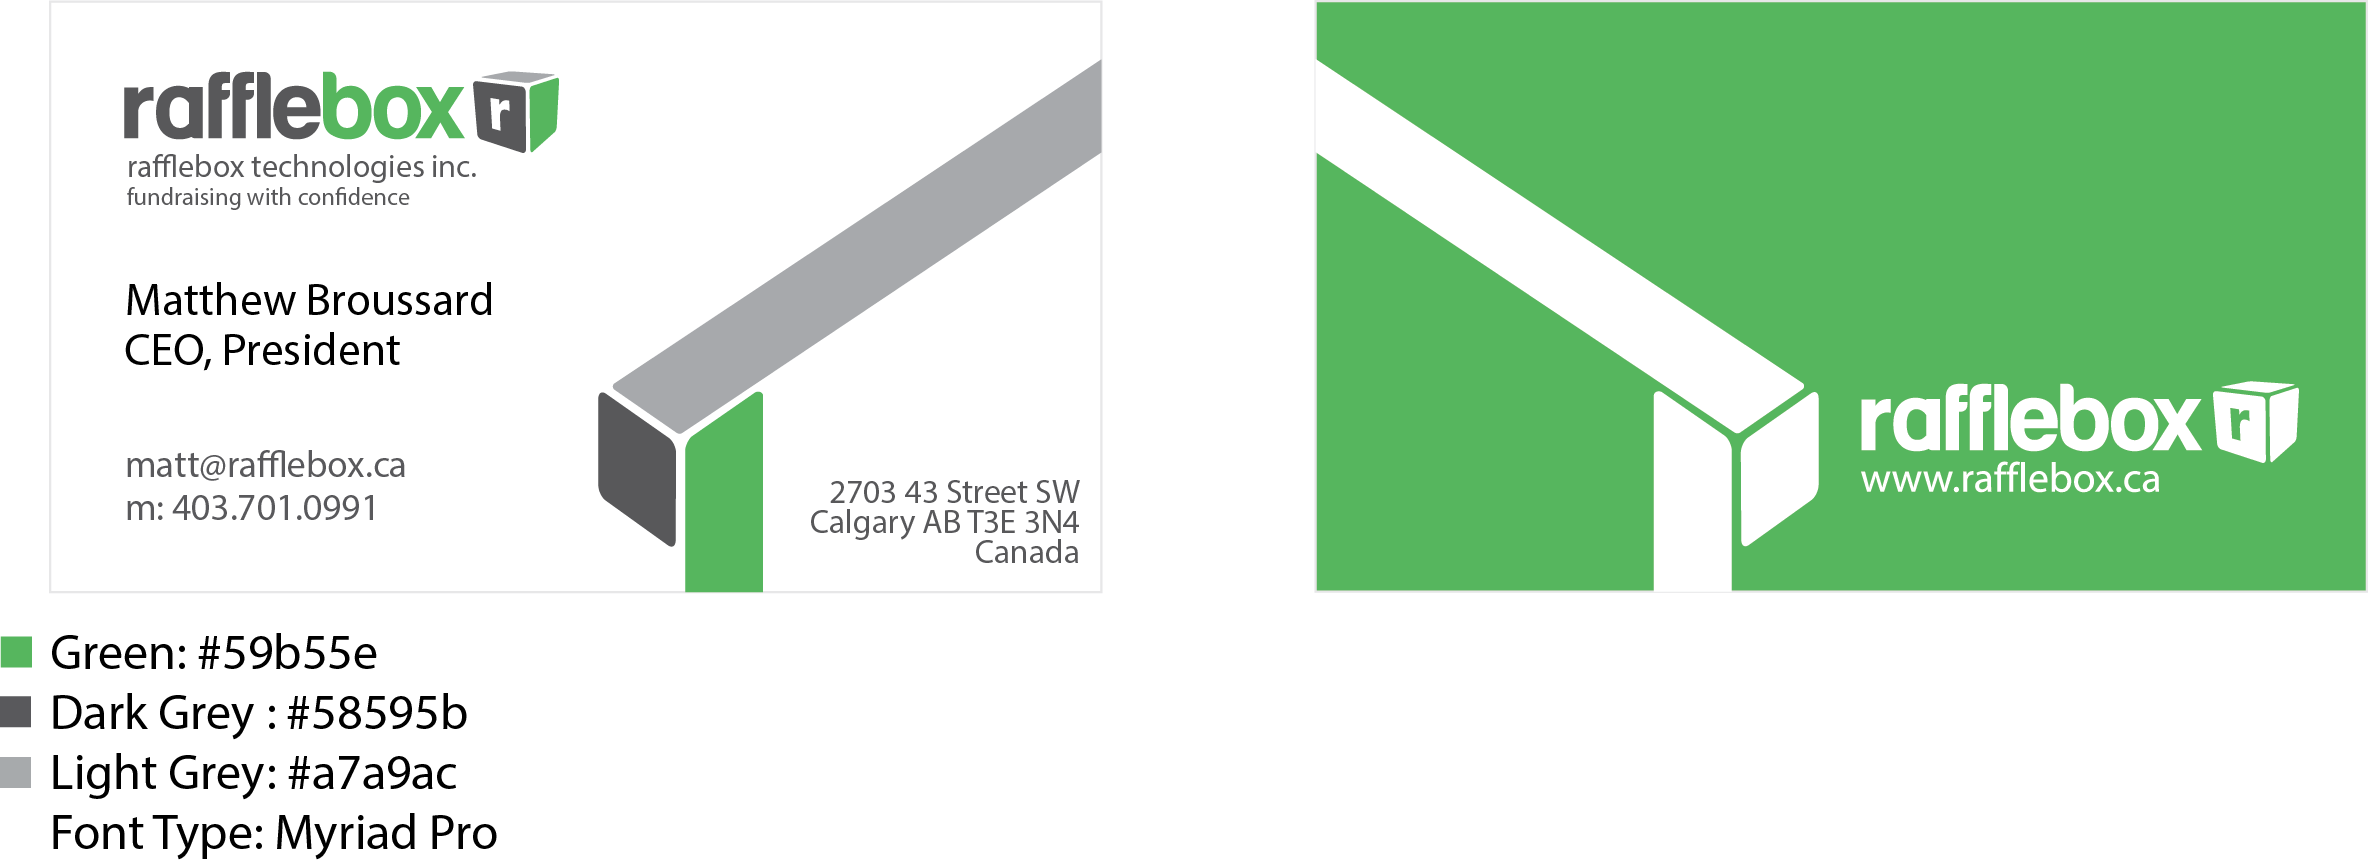 rafflebox r
rafflebox technologies inc.
fundraising with confidence
Matthew Broussard
CEO, President
matt@rafflebox.ca
m: 403.701.0991
2703 43 Street SW
Calgary AB T3E 3N4
Canada
rafflebox r
www.rafflebox.ca
Green: #59b55e
Dark Grey : #58595b
Light Grey: #a7a9ac
Font Type: Myriad Pro